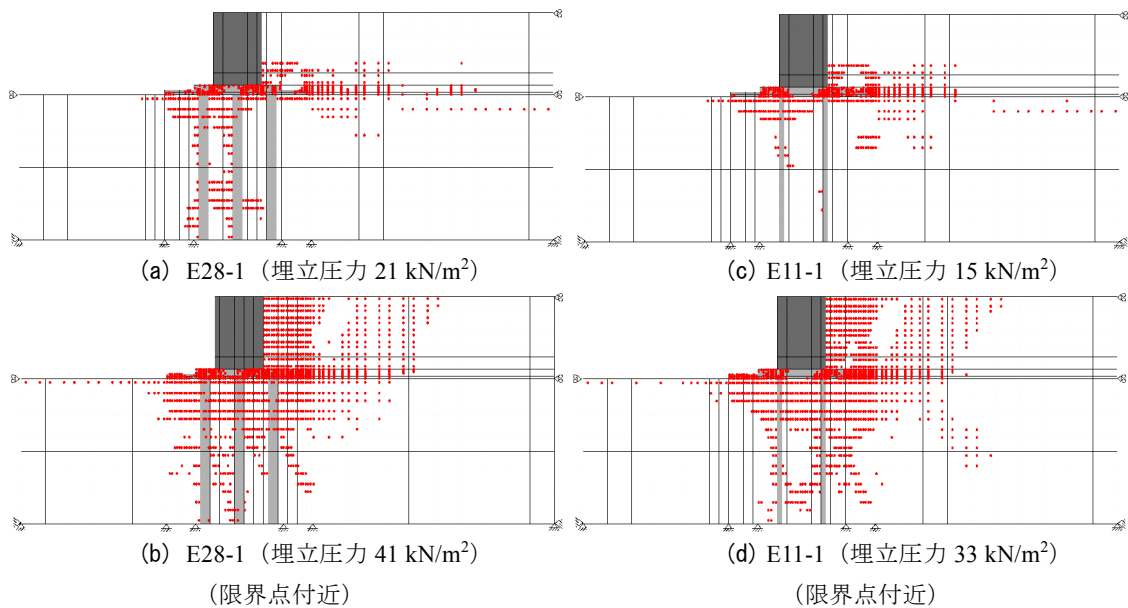 (a) E28-1（埋立圧力 21 kN/m²）
(c) E11-1（埋立圧力 15 kN/m²）
(b) E28-1（埋立圧力 41 kN/m²）
（限界点付近）
(d) E11-1（埋立圧力 33 kN/m²）
（限界点付近）